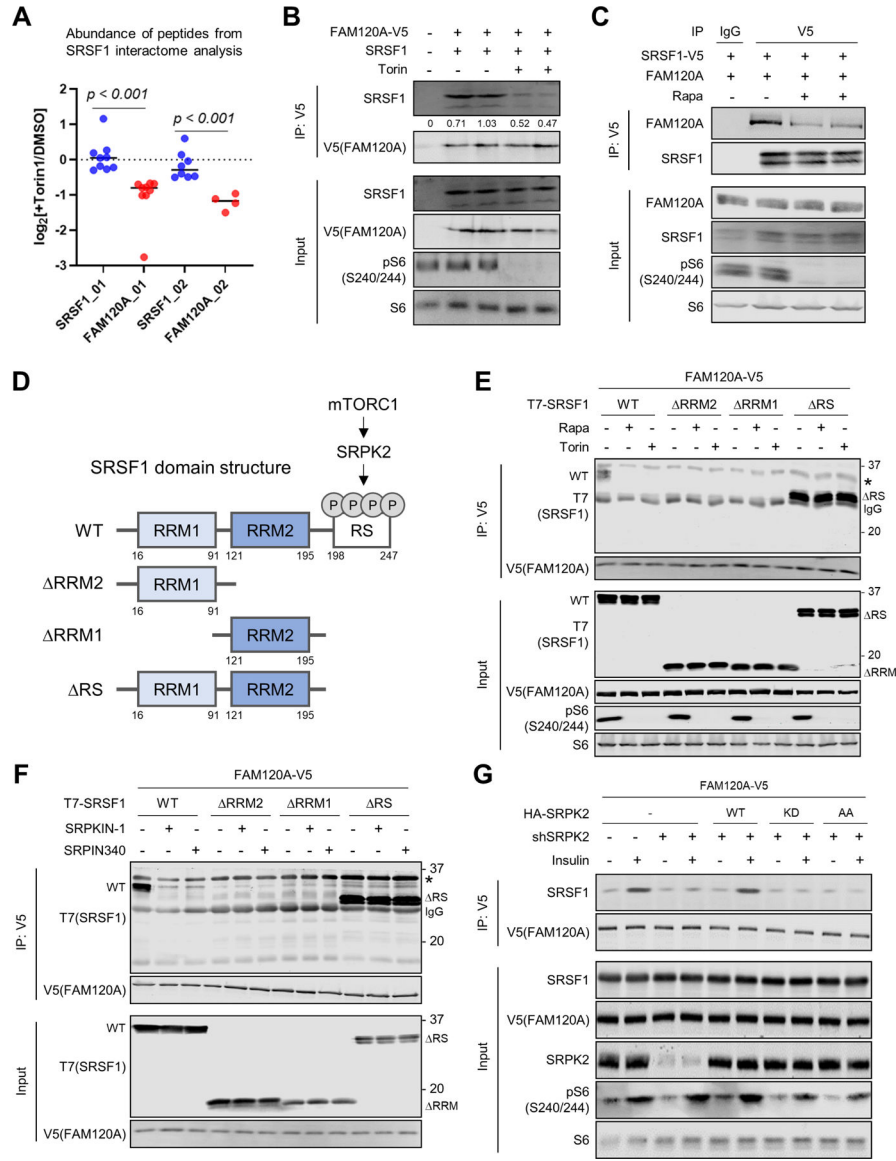 A
Abundance of peptides from
SRSF1 interactome analysis
p < 0.001
p < 0.001
log2[+Torin1/DMSO]
2
1
0
-1
-2
-3
SRSF1_01
FAM120A_01
SRSF1_02
FAM120A_02
B
FAM120A-V5 - + + + +
SRSF1 - + + + +
Torin - - - + +
IP: V5
SRSF1
0 0.71 1.03 0.52 0.47
V5(FAM120A)
Input
SRSF1
V5(FAM120A)
pS6
(S240/244)
S6
C
IP IgG V5
SRSF1-V5 + + + +
FAM120A + + + +
Rapa - - + +
IP: V5
FAM120A
SRSF1
Input
FAM120A
SRSF1
pS6
(S240/244)
S6
D
mTORC1
SRPK2
SRSF1 domain structure
P P P P
WT RRM1 RRM2 RS
16 91 121 195 198 247
ΔRRM2 RRM1
16 91
ΔRRM1 RRM2
121 195
ΔRS RRM1 RRM2
16 91 121 195
E
FAM120A-V5
T7-SRSF1 WT ΔRRM2 ΔRRM1 ΔRS
Rapa - + - - + - - + - - + -
Torin - - + - - + - - + - - +
IP: V5
WT
T7
(SRSF1)
37
*
ΔRS
IgG
20
V5(FAM120A)
Input
WT
T7
(SRSF1)
37
ΔRS
20
ΔRRM
V5(FAM120A)
pS6
(S240/244)
S6
F
FAM120A-V5
T7-SRSF1 WT ΔRRM2 ΔRRM1 ΔRS
SRPKIN-1 - + - - + - - + - - + -
SRPIN340 - - + - - + - - + - - +
IP: V5
WT
T7(SRSF1)
37
*
ΔRS
IgG
20
V5(FAM120A)
Input
WT
T7(SRSF1)
37
ΔRS
20
ΔRRM
V5(FAM120A)
G
FAM120A-V5
HA-SRPK2 - WT KD AA
shSRPK2 - - + + + + + + + +
Insulin - + - + - + - + - +
IP: V5
SRSF1
V5(FAM120A)
Input
SRSF1
V5(FAM120A)
SRPK2
pS6
(S240/244)
S6